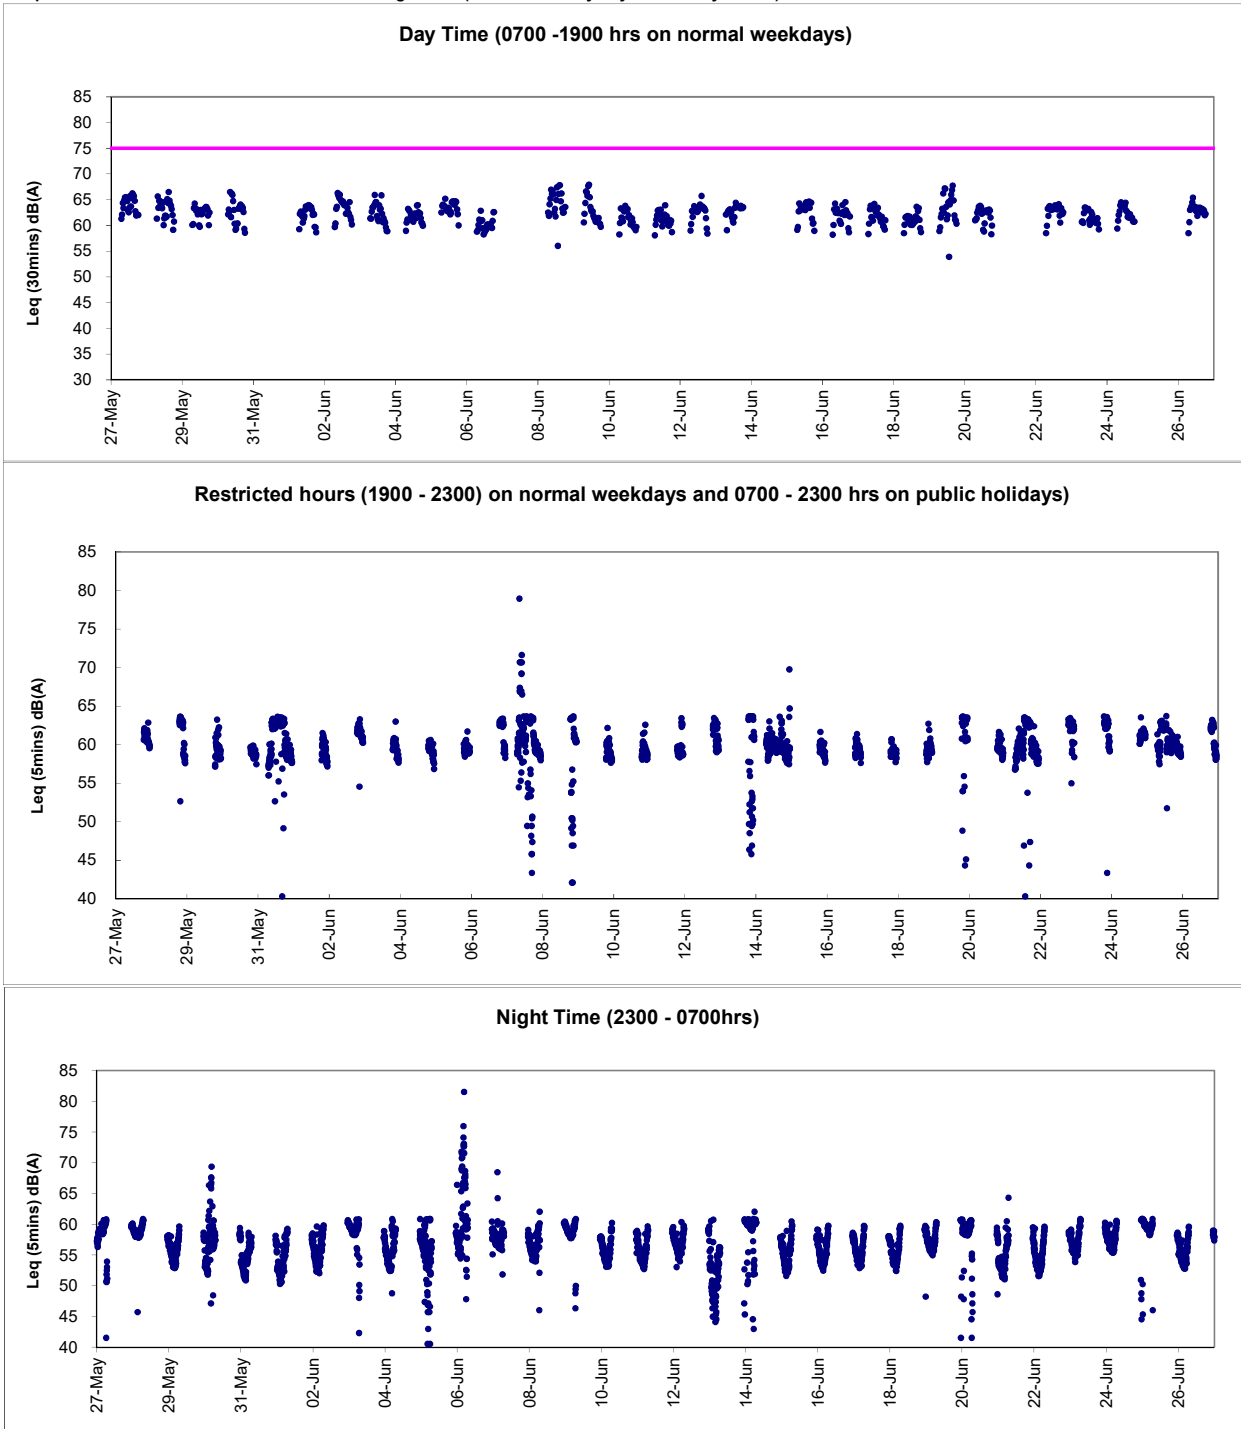 Day Time (0700 -1900 hrs on normal weekdays)
85
80
75
70
65
60
55
50
45
40
35
30
Leq (30mins) dB(A)
27-May
29-May
31-May
02-Jun
04-Jun
06-Jun
08-Jun
10-Jun
12-Jun
14-Jun
16-Jun
18-Jun
20-Jun
22-Jun
24-Jun
26-Jun
Restricted hours (1900 - 2300) on normal weekdays and 0700 - 2300 hrs on public holidays)
85
80
75
70
65
60
55
50
45
40
Leq (5mins) dB(A)
27-May
29-May
31-May
02-Jun
04-Jun
06-Jun
08-Jun
10-Jun
12-Jun
14-Jun
16-Jun
18-Jun
20-Jun
22-Jun
24-Jun
26-Jun
Night Time (2300 - 0700hrs)
85
80
75
70
65
60
55
50
45
40
Leq (5mins) dB(A)
27-May
29-May
31-May
02-Jun
04-Jun
06-Jun
08-Jun
10-Jun
12-Jun
14-Jun
16-Jun
18-Jun
20-Jun
22-Jun
24-Jun
26-Jun